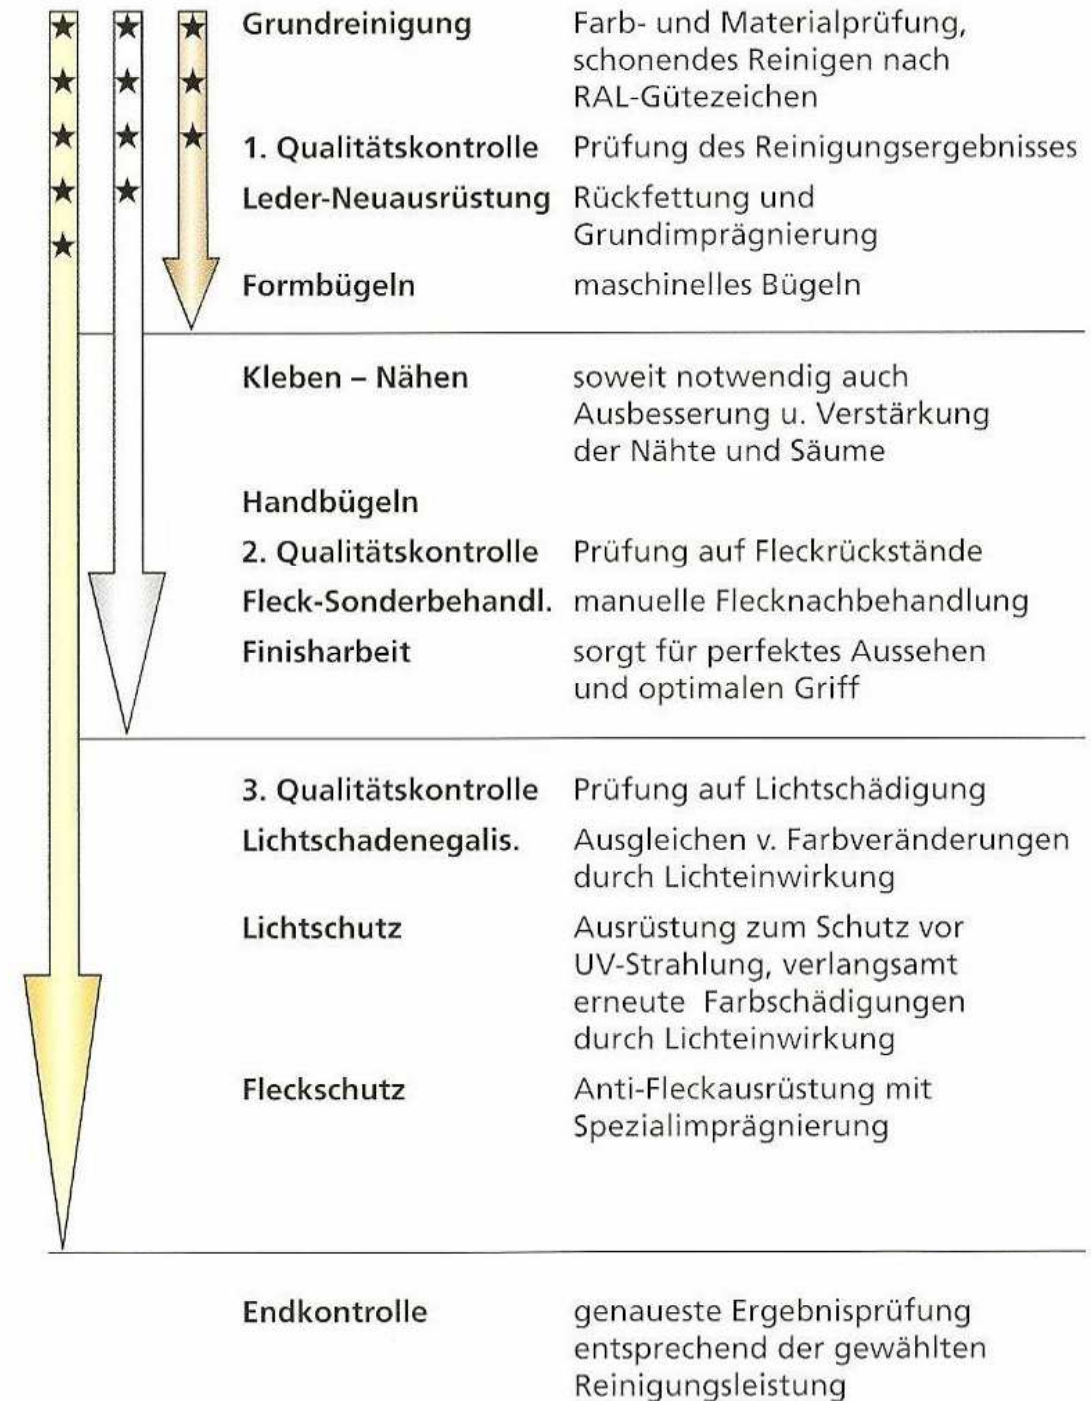 Grundreinigung Farb- und Materialprüfung,
schonendes Reinigen nach
RAL-Gütezeichen
1. Qualitätskontrolle Prüfung des Reinigungsergebnisses
Leder-Neuausrüstung Rückfettung und
Grundimprägnierung
Formbügeln maschinelles Bügeln
Kleben – Nähen soweit notwendig auch
Ausbesserung u. Verstärkung
der Nähte und Säume
Handbügeln
2. Qualitätskontrolle Prüfung auf Fleckrückstände
Fleck-Sonderbehandl. manuelle Flecknachbehandlung
Finisharbeit sorgt für perfektes Aussehen
und optimalen Griff
3. Qualitätskontrolle Prüfung auf Lichtschädigung
Lichtschadenegalis. Ausgleichen v. Farbveränderungen
durch Lichteinwirkung
Lichtschutz Ausrüstung zum Schutz vor
UV-Strahlung, verlangsamt
erneute Farbschädigungen
durch Lichteinwirkung
Fleckschutz Anti-Fleckausrüstung mit
Spezialimprägnierung
Endkontrolle genaueste Ergebnisprüfung
entsprechend der gewählten
Reinigungsleistung